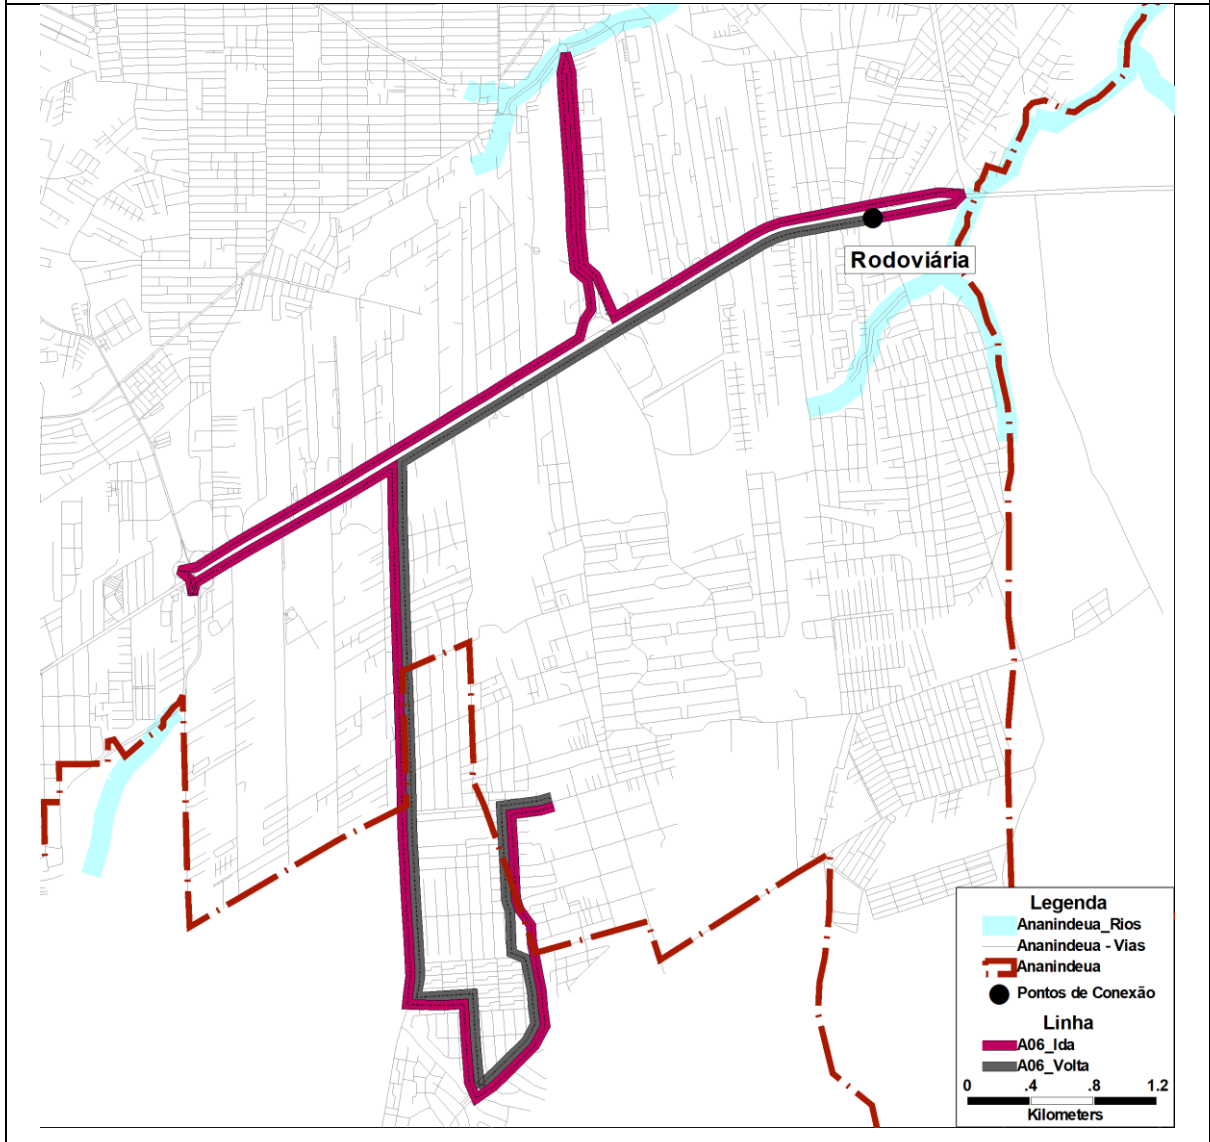 Rodoviária
Legenda
Ananindeua_Rios
Ananindeua - Vias
Ananindeua
Pontos de Conexão
Linha
A06_Ida
A06_Volta
0 .4 .8 1.2
Kilometers